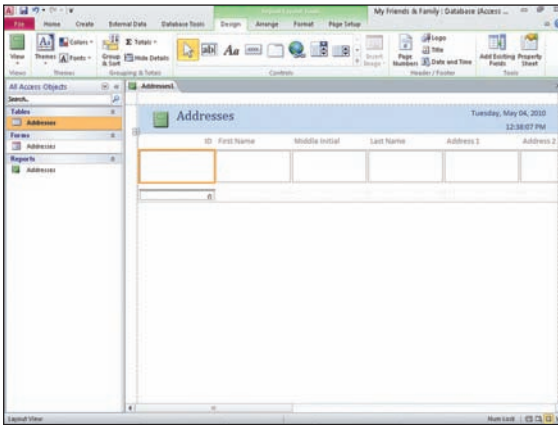 My Friends & Family : Database (Access ...
File Home Create External Data Database Tools Design Arrange Format Page Setup
View Themes Colors Fonts Group & Sort Totals Hide Details Aa Insert Image Page Numbers Logo Title Date and Time Add Existing Fields Property Sheet
Views Themes Grouping & Totals Controls Header / Footer Tools
All Access Objects
Search..
Tables
Addresses
Forms
Addresses
Reports
Addresses
Addresses1
Addresses
Tuesday, May 04, 2010
12:38:07 PM
ID First Name Middle Initial Last Name Address 1 Address 2
0
Layout View Num Lock